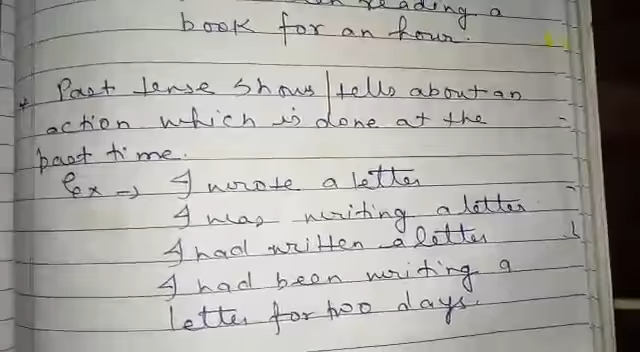 reading a
book for an hour.
* Past tense shows/tells about an
action which is done at the
past time.
Ex → I wrote a letter
I was writing a letter
I had written a letter
I had been writing a
letter for two days.